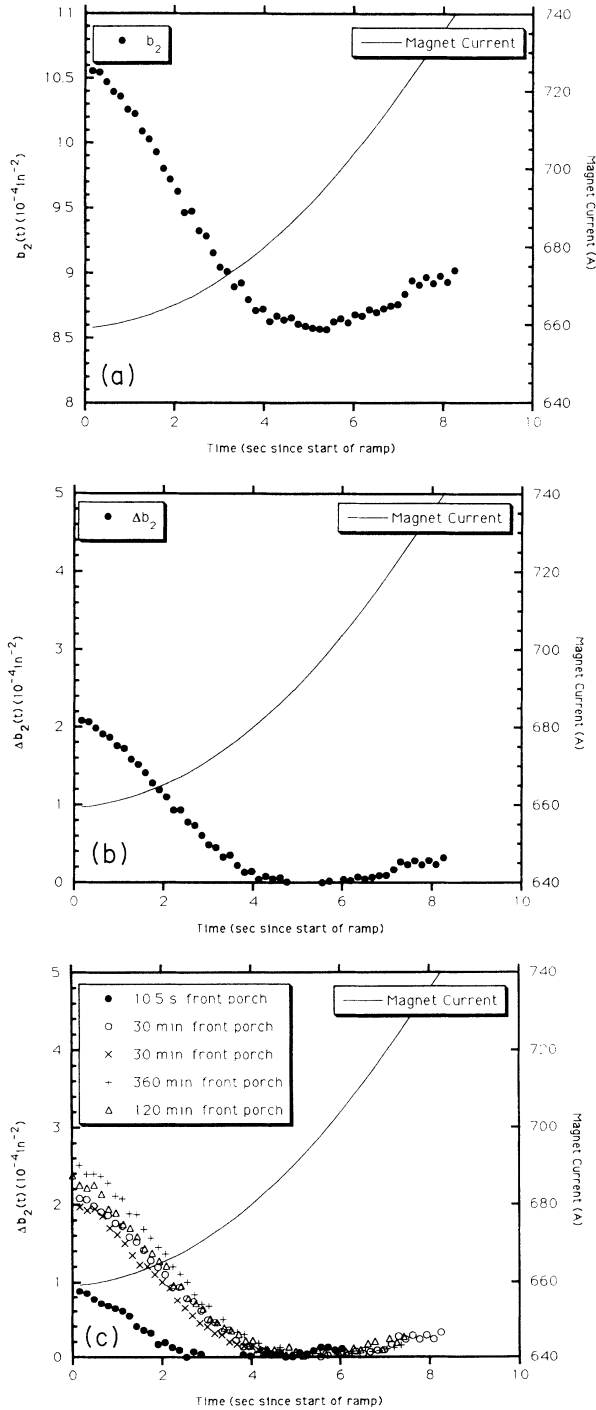 11
740
b₂
Magnet Current
10.5
720
10
700
b₂(t) (10⁻⁴in⁻²)
9.5
Magnet Current (A)
680
9
660
8.5
(a)
8
640
0 2 4 6 8 10
Time (sec since start of ramp)
5
740
Δb₂
Magnet Current
4
720
3
700
Δb₂(t) (10⁻⁴in⁻²)
Magnet Current (A)
2
680
1
660
(b)
0
640
0 2 4 6 8 10
Time (sec since start of ramp)
5
740
10.5 s front porch
Magnet Current
30 min front porch
30 min front porch
360 min front porch
120 min front porch
4
720
3
700
Δb₂(t) (10⁻⁴in⁻²)
Magnet Current (A)
2
680
1
660
(c)
0
640
0 2 4 6 8 10
Time (sec since start of ramp)